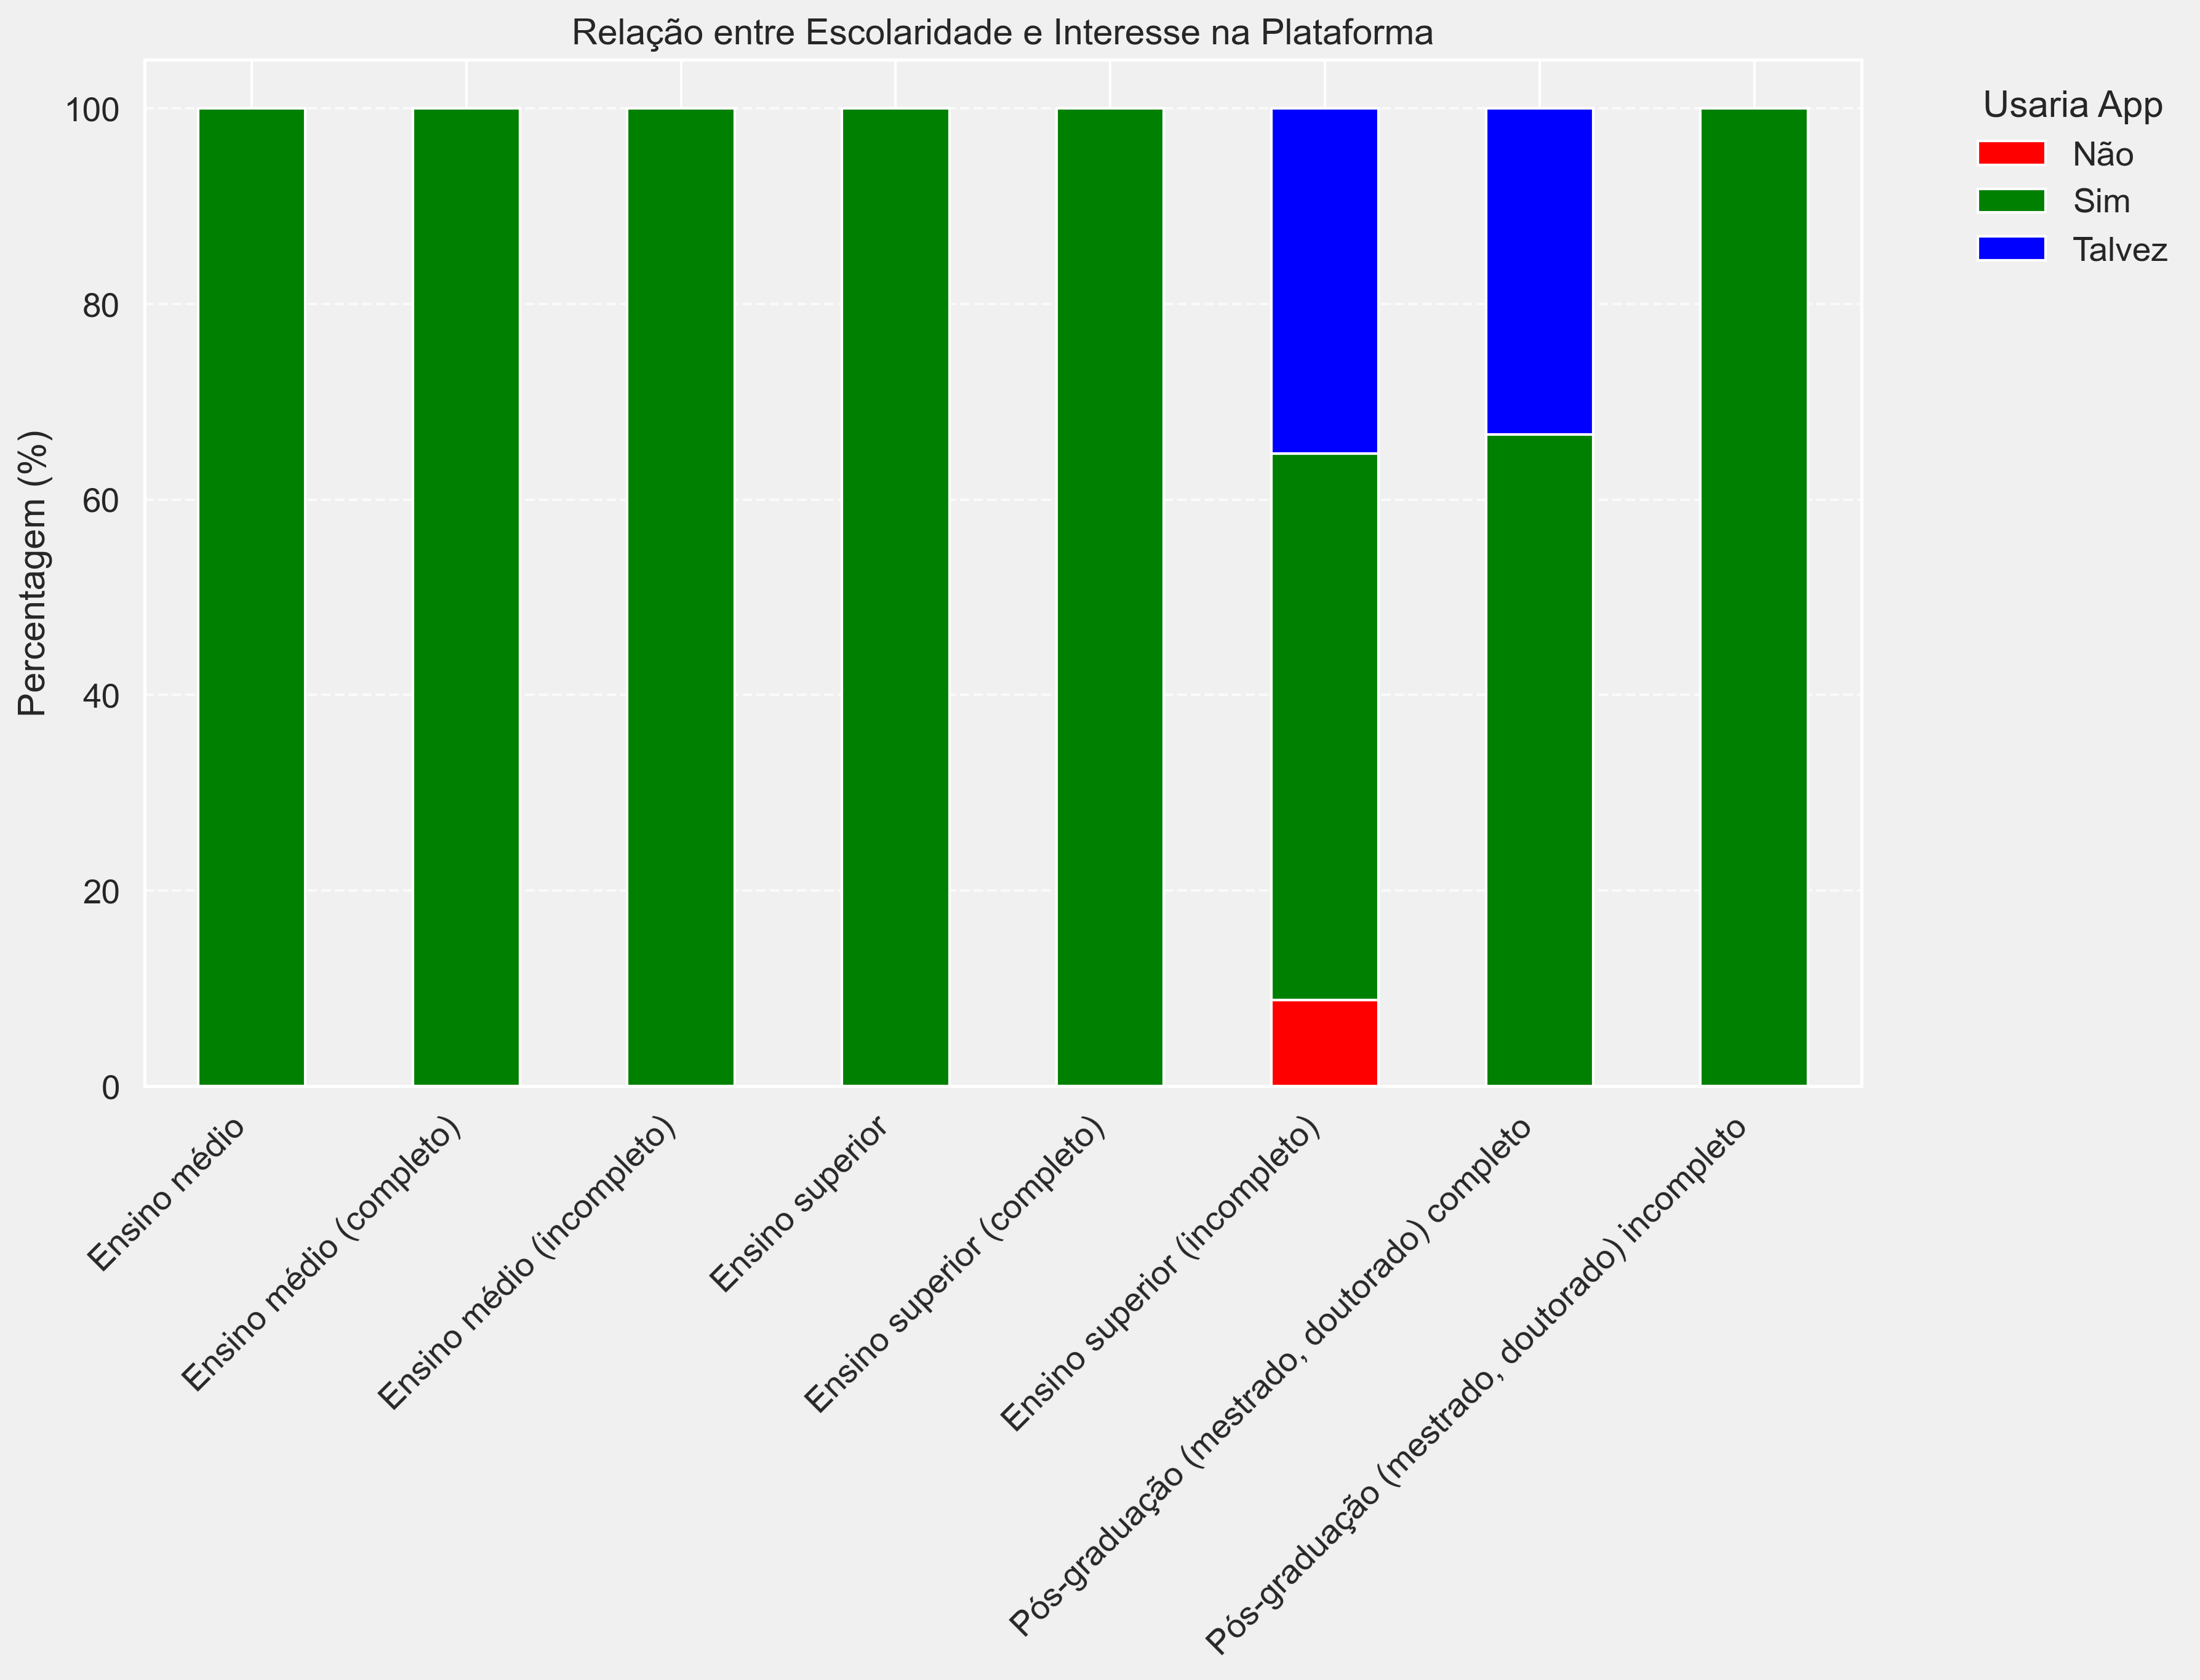 Relação entre Escolaridade e Interesse na Plataforma
Usaria App
Não
Sim
Talvez
Percentagem (%)
100
80
60
40
20
0
Ensino médio
Ensino médio (completo)
Ensino médio (incompleto)
Ensino superior
Ensino superior (completo)
Ensino superior (incompleto)
Pós-graduação (mestrado, doutorado) completo
Pós-graduação (mestrado, doutorado) incompleto